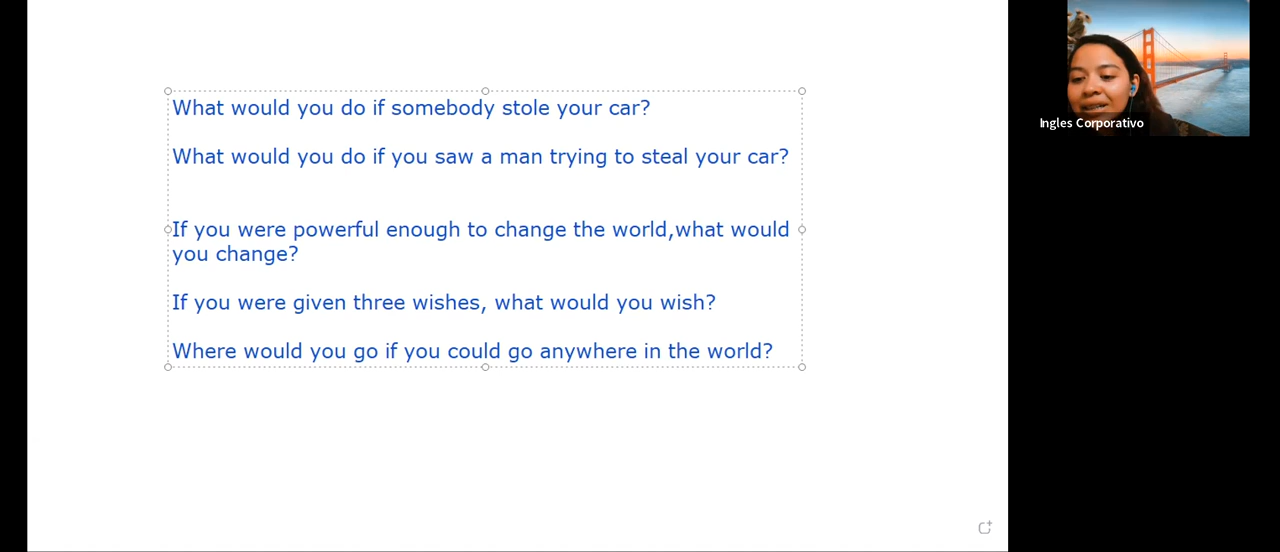 What would you do if somebody stole your car?
What would you do if you saw a man trying to steal your car?
If you were powerful enough to change the world,what would
you change?
If you were given three wishes, what would you wish?
Where would you go if you could go anywhere in the world?
Ingles Corporativo